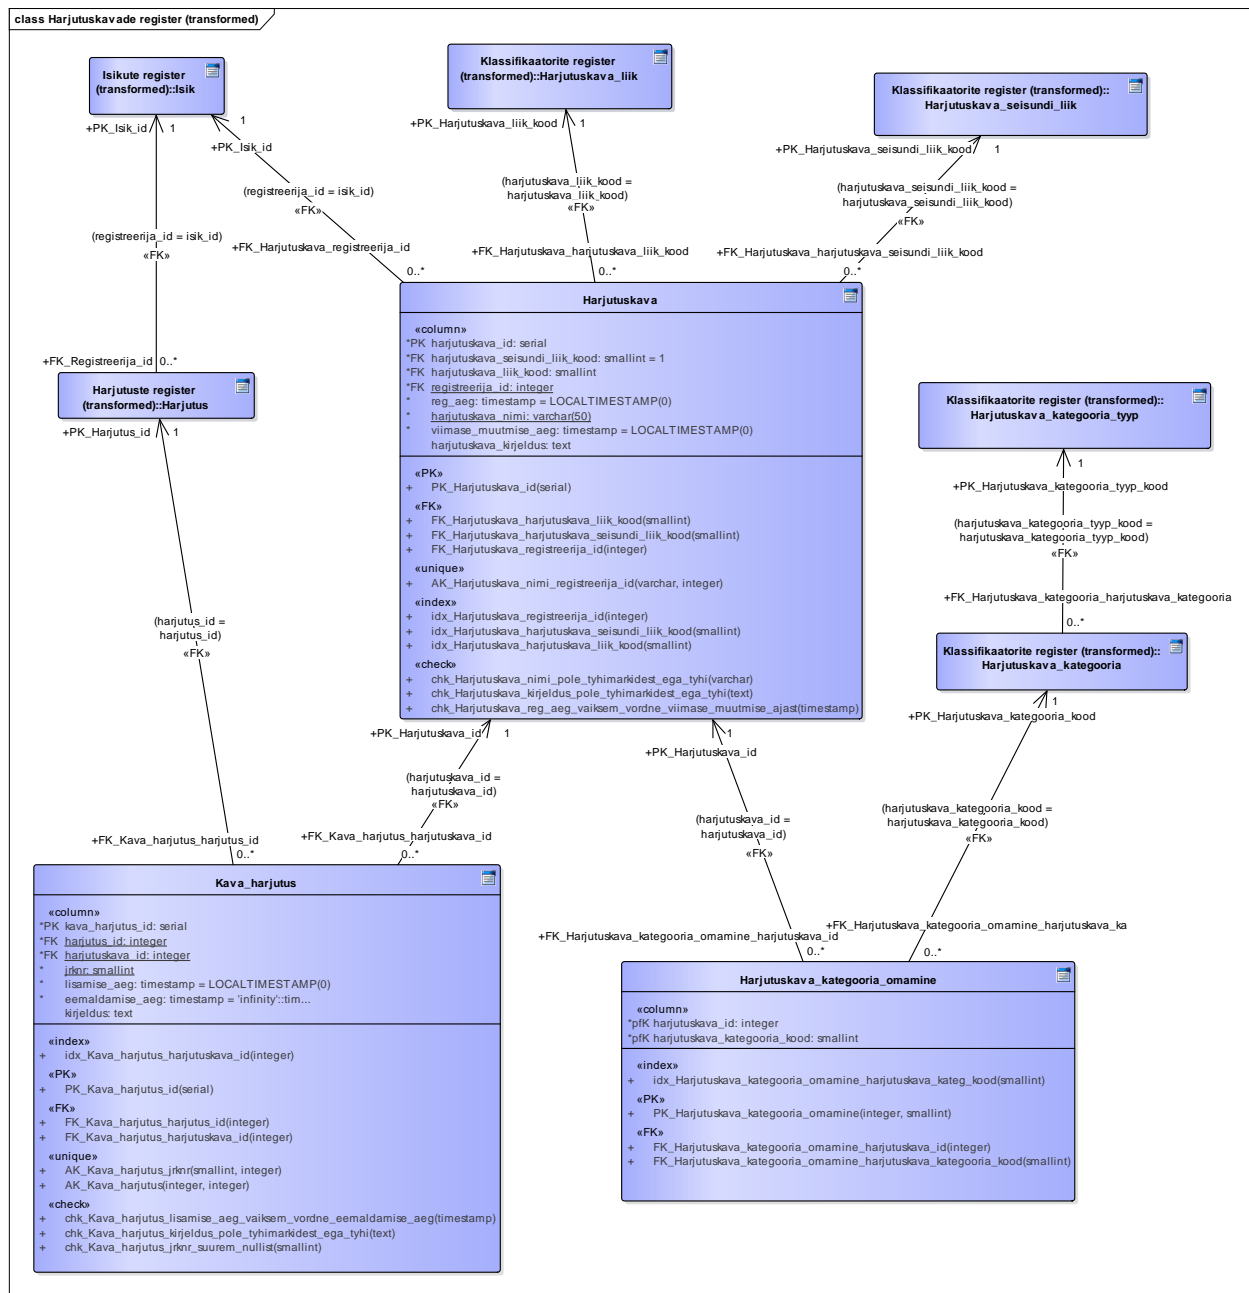 class Harjutuskavade register (transformed)
Isikute register
(transformed)::Isik
Klassifikaatorite register
(transformed)::Harjutuskava_liik
Klassifikaatorite register (transformed)::
Harjutuskava_seisundi_liik
+PK_Isik_id
1
1
+PK_Isik_id
+PK_Harjutuskava_liik_kood
1
+PK_Harjutuskava_seisundi_liik_kood
1
(registreerija_id = isik_id)
«FK»
(harjutuskava_liik_kood =
harjutuskava_liik_kood)
«FK»
(harjutuskava_seisundi_liik_kood =
harjutuskava_seisundi_liik_kood)
«FK»
(registreerija_id = isik_id)
«FK»
+FK_Harjutuskava_registreerija_id
0..*
+FK_Harjutuskava_harjutuskava_liik_kood
0..*
+FK_Harjutuskava_harjutuskava_seisundi_liik_kood
0..*
+FK_Registreerija_id
0..*
Harjutuste register
(transformed)::Harjutus
+PK_Harjutus_id
1
Harjutuskava
«column»
*PK harjutuskava_id: serial
*FK harjutuskava_seisundi_liik_kood: smallint = 1
*FK harjutuskava_liik_kood: smallint
*FK registreerija_id: integer
* reg_aeg: timestamp = LOCALTIMESTAMP(0)
* harjutuskava_nimi: varchar(50)
* viimase_muutmise_aeg: timestamp = LOCALTIMESTAMP(0)
harjutuskava_kirjeldus: text
«PK»
+ PK_Harjutuskava_id(serial)
«FK»
+ FK_Harjutuskava_harjutuskava_liik_kood(smallint)
+ FK_Harjutuskava_harjutuskava_seisundi_liik_kood(smallint)
+ FK_Harjutuskava_registreerija_id(integer)
«unique»
+ AK_Harjutuskava_nimi_registreerija_id(varchar, integer)
«index»
+ idx_Harjutuskava_registreerija_id(integer)
+ idx_Harjutuskava_harjutuskava_seisundi_liik_kood(smallint)
+ idx_Harjutuskava_harjutuskava_liik_kood(smallint)
«check»
+ chk_Harjutuskava_nimi_pole_tyhimarkidest_ega_tyhi(varchar)
+ chk_Harjutuskava_kirjeldus_pole_tyhimarkidest_ega_tyhi(text)
+ chk_Harjutuskava_reg_aeg_vaiksem_vordne_viimase_muutmise_ajast(timestamp)
Klassifikaatorite register (transformed)::
Harjutuskava_kategooria_tyyp
1
+PK_Harjutuskava_kategooria_tyyp_kood
(harjutuskava_kategooria_tyyp_kood =
harjutuskava_kategooria_tyyp_kood)
«FK»
+FK_Harjutuskava_kategooria_harjutuskava_kategooria
0..*
Klassifikaatorite register (transformed)::
Harjutuskava_kategooria
1
+PK_Harjutuskava_kategooria_kood
(harjutus_id =
harjutus_id)
«FK»
+PK_Harjutuskava_id
1
(harjutuskava_id =
harjutuskava_id)
«FK»
+FK_Kava_harjutus_harjutuskava_id
0..*
+PK_Harjutuskava_id
1
(harjutuskava_id =
harjutuskava_id)
«FK»
(harjutuskava_kategooria_kood =
harjutuskava_kategooria_kood)
«FK»
+FK_Kava_harjutus_harjutus_id
0..*
+FK_Harjutuskava_kategooria_omamine_harjutuskava_id
0..*
+FK_Harjutuskava_kategooria_omamine_harjutuskava_ka
0..*
Kava_harjutus
«column»
*PK kava_harjutus_id: serial
*FK harjutus_id: integer
*FK harjutuskava_id: integer
* jrknr: smallint
* lisamise_aeg: timestamp = LOCALTIMESTAMP(0)
* eemaldamise_aeg: timestamp = 'infinity'::tim...
kirjeldus: text
«index»
+ idx_Kava_harjutus_harjutuskava_id(integer)
«PK»
+ PK_Kava_harjutus_id(serial)
«FK»
+ FK_Kava_harjutus_harjutus_id(integer)
+ FK_Kava_harjutus_harjutuskava_id(integer)
«unique»
+ AK_Kava_harjutus_jrknr(smallint, integer)
+ AK_Kava_harjutus(integer, integer)
«check»
+ chk_Kava_harjutus_lisamise_aeg_vaiksem_vordne_eemaldamise_aeg(timestamp)
+ chk_Kava_harjutus_kirjeldus_pole_tyhimarkidest_ega_tyhi(text)
+ chk_Kava_harjutus_jrknr_suurem_nullist(smallint)
Harjutuskava_kategooria_omamine
«column»
*pfK harjutuskava_id: integer
*pfK harjutuskava_kategooria_kood: smallint
«index»
+ idx_Harjutuskava_kategooria_omamine_harjutuskava_kateg_kood(smallint)
«PK»
+ PK_Harjutuskava_kategooria_omamine(integer, smallint)
«FK»
+ FK_Harjutuskava_kategooria_omamine_harjutuskava_id(integer)
+ FK_Harjutuskava_kategooria_omamine_harjutuskava_kategooria_kood(smallint)